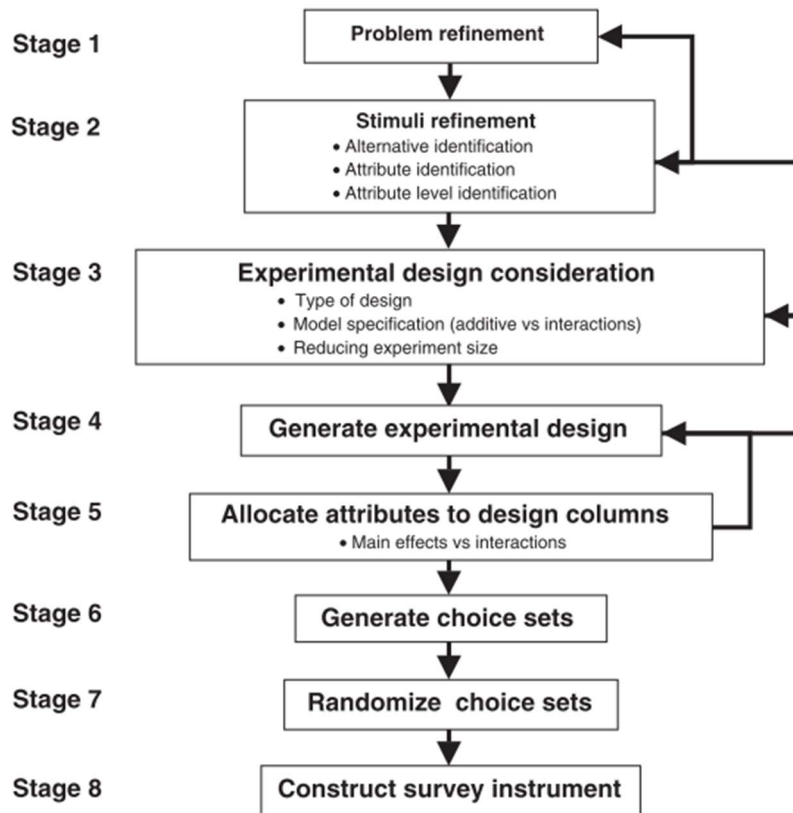 Stage 1
Problem refinement
Stage 2
Stimuli refinement
• Alternative identification
• Attribute identification
• Attribute level identification
Stage 3
Experimental design consideration
• Type of design
• Model specification (additive vs interactions)
• Reducing experiment size
Stage 4
Generate experimental design
Stage 5
Allocate attributes to design columns
• Main effects vs interactions
Stage 6
Generate choice sets
Stage 7
Randomize choice sets
Stage 8
Construct survey instrument